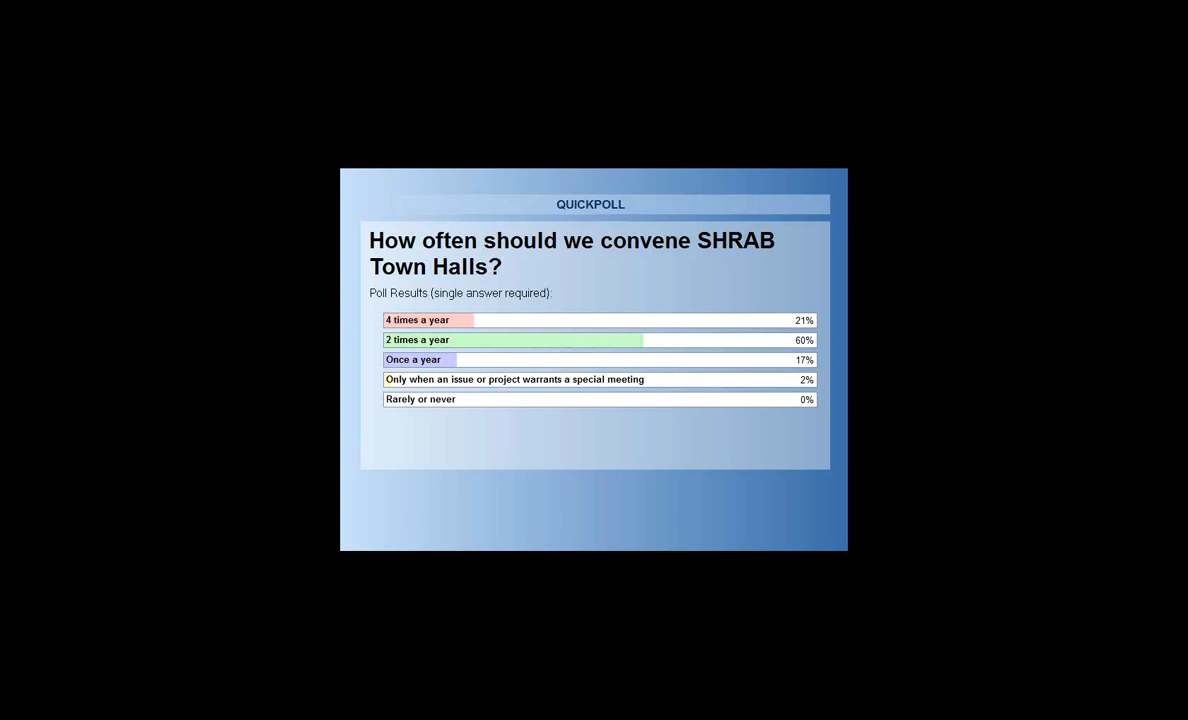 QUICKPOLL
How often should we convene SHRAB
Town Halls?
Poll Results (single answer required):
4 times a year 21%
2 times a year 60%
Once a year 17%
Only when an issue or project warrants a special meeting 2%
Rarely or never 0%